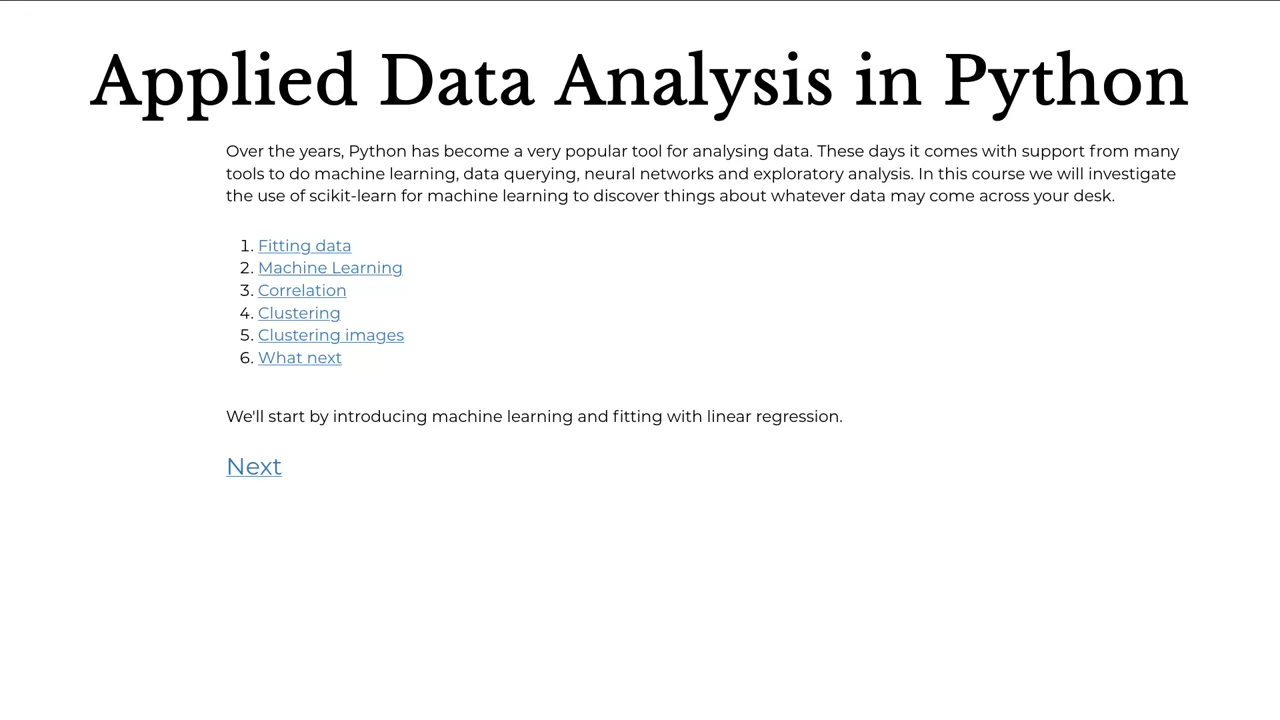 Applied Data Analysis in Python
Over the years, Python has become a very popular tool for analysing data. These days it comes with support from many
tools to do machine learning, data querying, neural networks and exploratory analysis. In this course we will investigate
the use of scikit-learn for machine learning to discover things about whatever data may come across your desk.
1. Fitting data
2. Machine Learning
3. Correlation
4. Clustering
5. Clustering images
6. What next
We'll start by introducing machine learning and fitting with linear regression.
Next